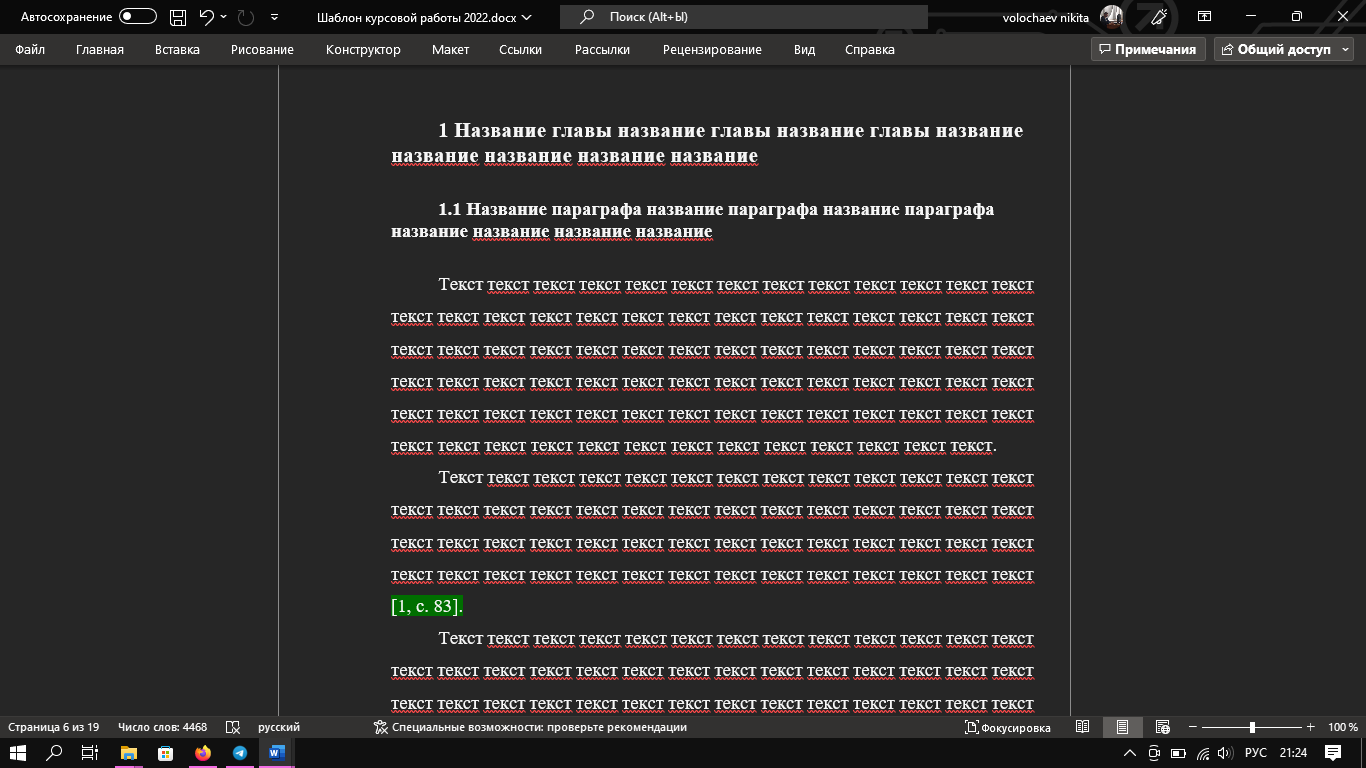 Автосохранение
Шаблон курсовой работы 2022.docx
Поиск (Alt+Ы)
volochaev nikita
Файл Главная Вставка Рисование Конструктор Макет Ссылки Рассылки Рецензирование Вид Справка
Примечания Общий доступ
1 Название главы название главы название главы название
название название название название
1.1 Название параграфа название параграфа название параграфа
название название название название
Текст текст текст текст текст текст текст текст текст текст текст текст текст
текст текст текст текст текст текст текст текст текст текст текст текст текст текст
текст текст текст текст текст текст текст текст текст текст текст текст текст текст
текст текст текст текст текст текст текст текст текст текст текст текст текст текст
текст текст текст текст текст текст текст текст текст текст текст текст текст текст
текст текст текст текст текст текст текст текст текст текст текст текст текст.
Текст текст текст текст текст текст текст текст текст текст текст текст текст
текст текст текст текст текст текст текст текст текст текст текст текст текст текст
текст текст текст текст текст текст текст текст текст текст текст текст текст текст
текст текст текст текст текст текст текст текст текст текст текст текст текст текст
[1, с. 83].
Текст текст текст текст текст текст текст текст текст текст текст текст текст
текст текст текст текст текст текст текст текст текст текст текст текст текст текст
текст текст текст текст текст текст текст текст текст текст текст текст текст текст
Страница 6 из 19 Число слов: 4468 русский Специальные возможности: проверьте рекомендации Фокусировка 100 %
РУС 21:24